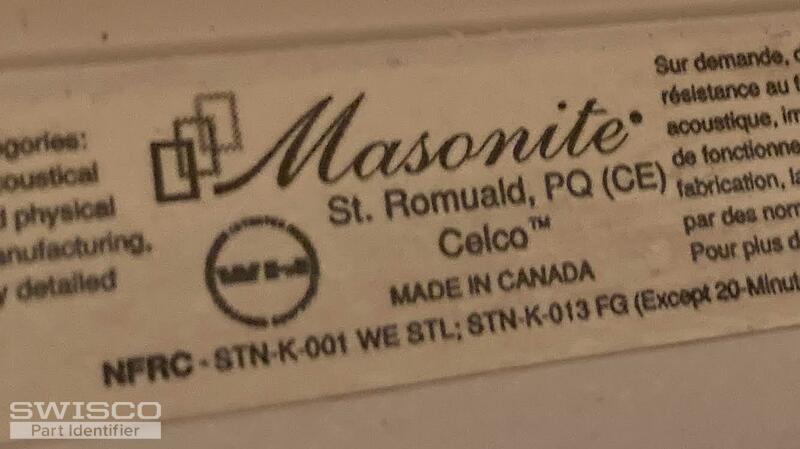 egories:
coustical
d physical
anufacturing,
y detailed
Masonite®
St. Romuald, PQ (CE)
Celco™
MADE IN CANADA
NFRC - STN-K-001 WE STL; STN-K-013 FG (Except 20-Minut
Sur demande,
résistance au
acoustique, im
de fonctionne
fabrication, la
par des nor
Pour plus d
SWISCO
Part Identifier